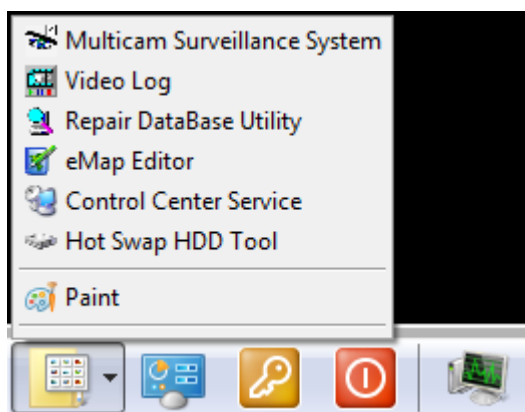 Multicam Surveillance System
Video Log
Repair DataBase Utility
eMap Editor
Control Center Service
Hot Swap HDD Tool
Paint